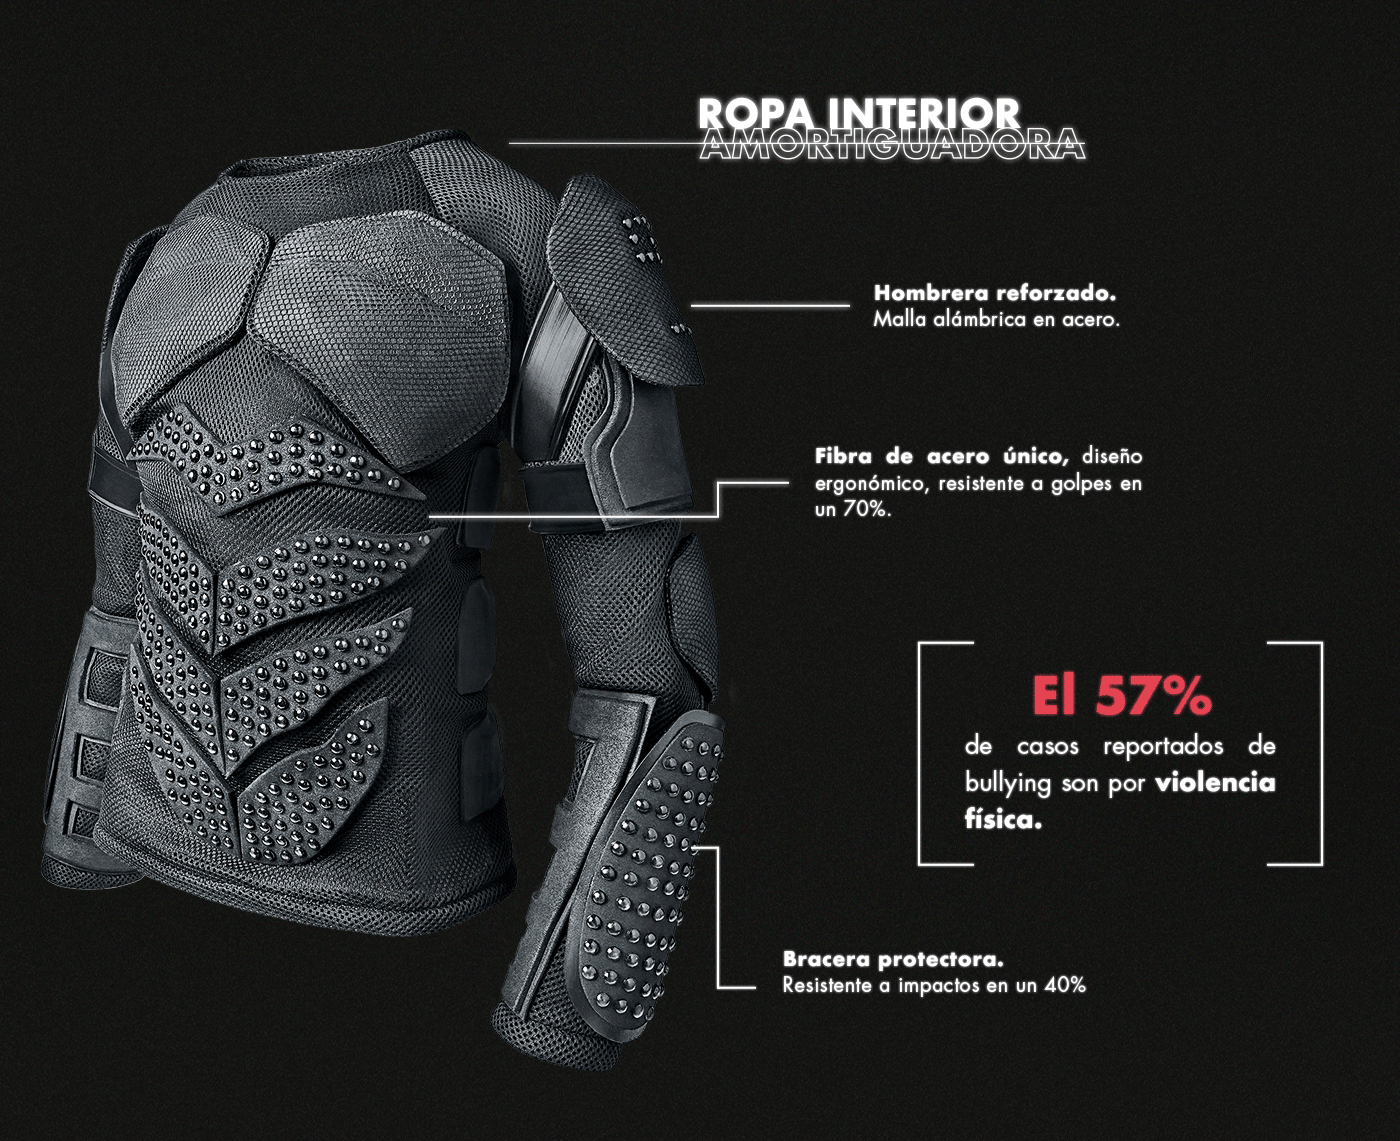 ROPA INTERIOR
AMORTIGUADORA
Hombrera reforzado.
Malla alámbrica en acero.
Fibra de acero único, diseño
ergonómico, resistente a golpes en
un 70%.
El 57%
de casos reportados de
bullying son por violencia
física.
Bracera protectora.
Resistente a impactos en un 40%